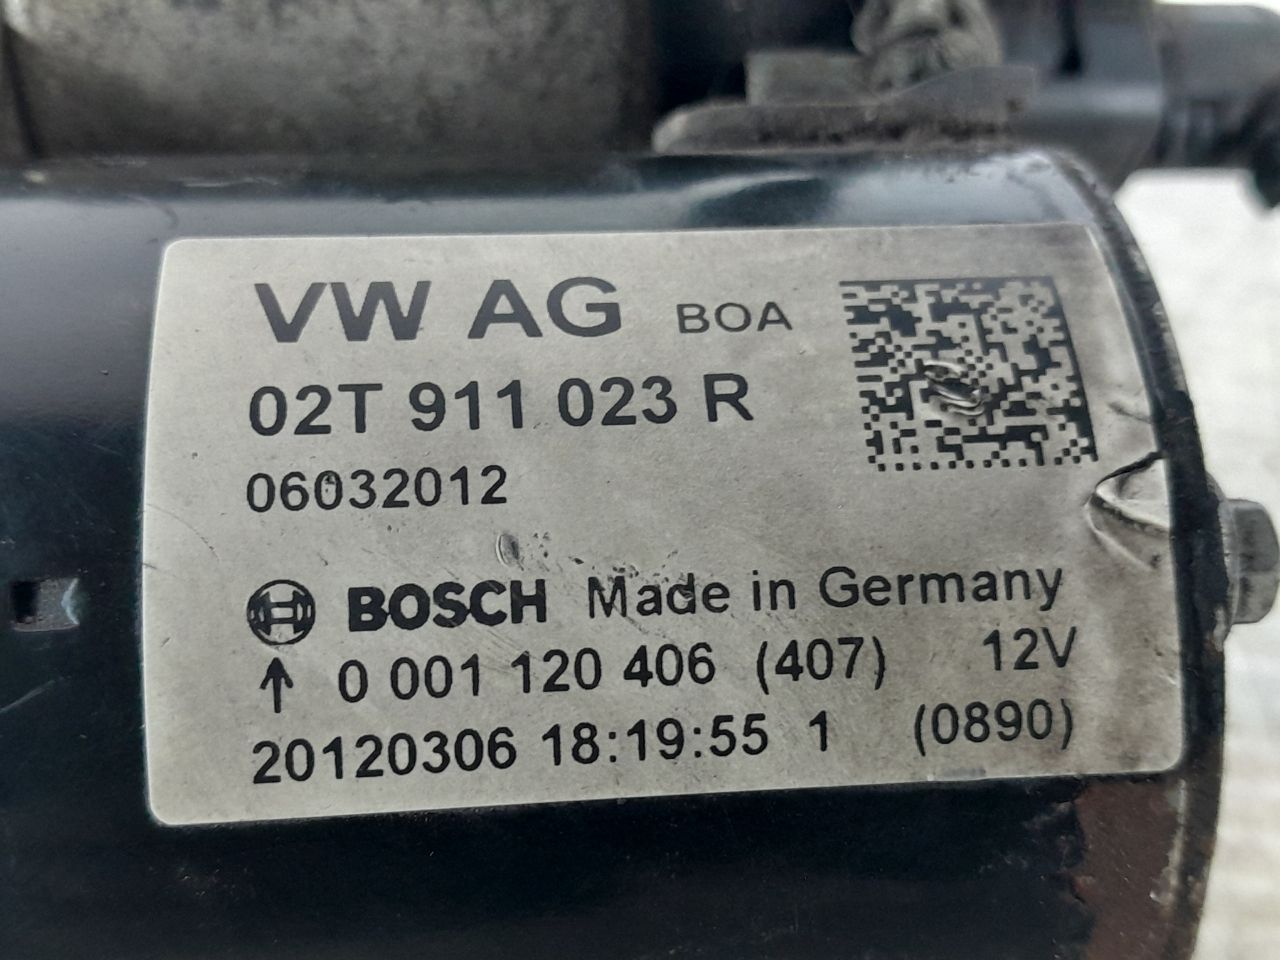 VW AG BOA
02T 911 023 R
06032012
BOSCH Made in Germany
↑ 0 001 120 406 (407) 12V
20120306 18:19:55 1 (0890)